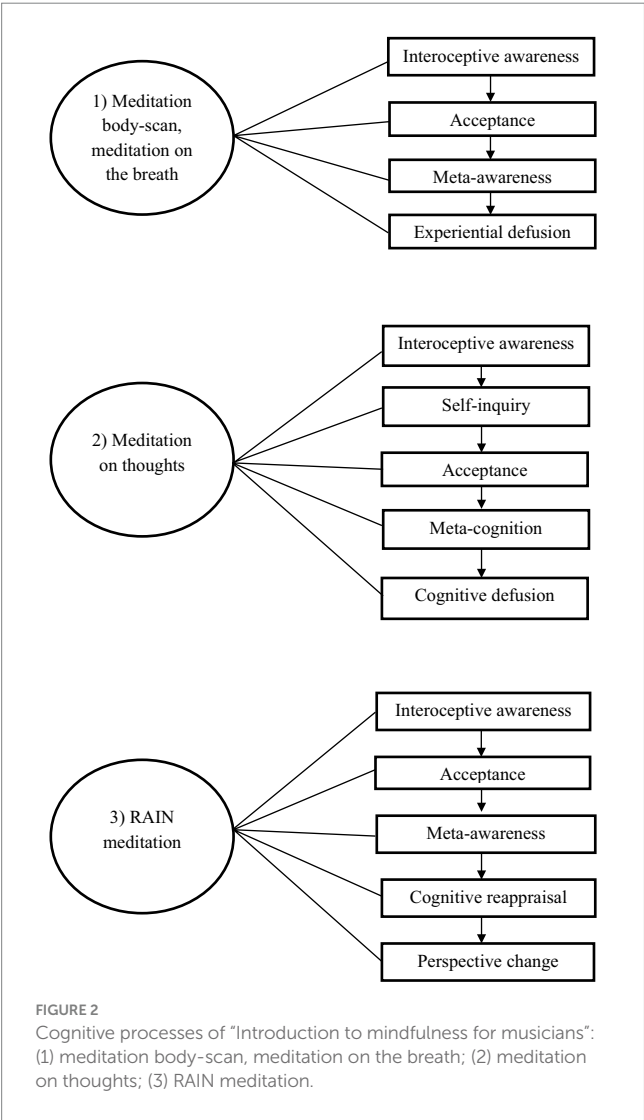 1) Meditation
body-scan,
meditation on
the breath
Interoceptive awareness
Acceptance
Meta-awareness
Experiential defusion
2) Meditation
on thoughts
Interoceptive awareness
Self-inquiry
Acceptance
Meta-cognition
Cognitive defusion
3) RAIN
meditation
Interoceptive awareness
Acceptance
Meta-awareness
Cognitive reappraisal
Perspective change
FIGURE 2
Cognitive processes of “Introduction to mindfulness for musicians”:
(1) meditation body-scan, meditation on the breath; (2) meditation
on thoughts; (3) RAIN meditation.